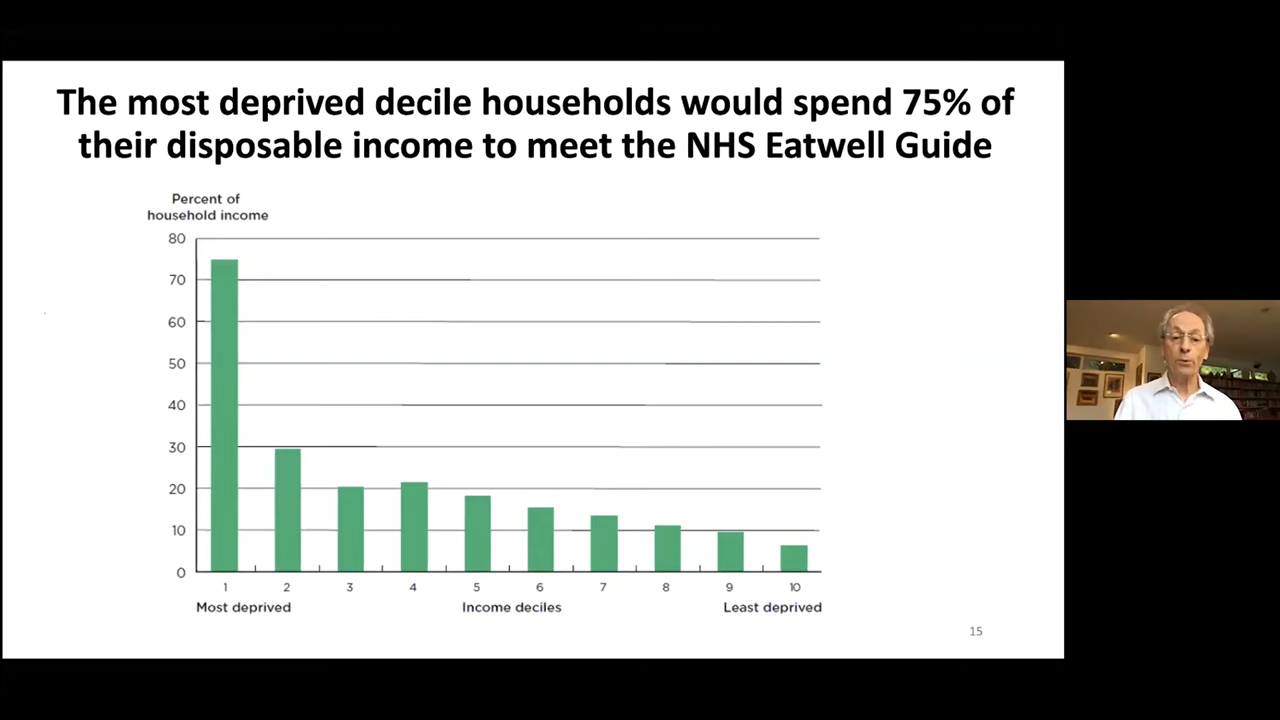 The most deprived decile households would spend 75% of
their disposable income to meet the NHS Eatwell Guide
Percent of
household income
80
70
60
50
40
30
20
10
0
1 2 3 4 5 6 7 8 9 10
Most deprived Income deciles Least deprived
15